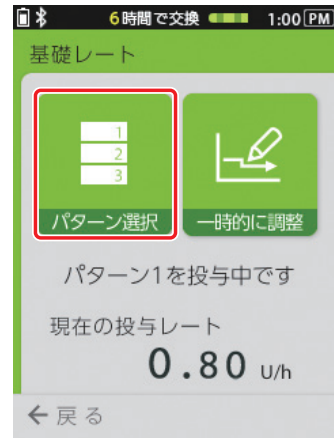 6時間で交換 1:00 PM
基礎レート
1
2
3
パターン選択 一時的に調整
パターン1を投与中です
現在の投与レート
0.80 U/h
←戻る